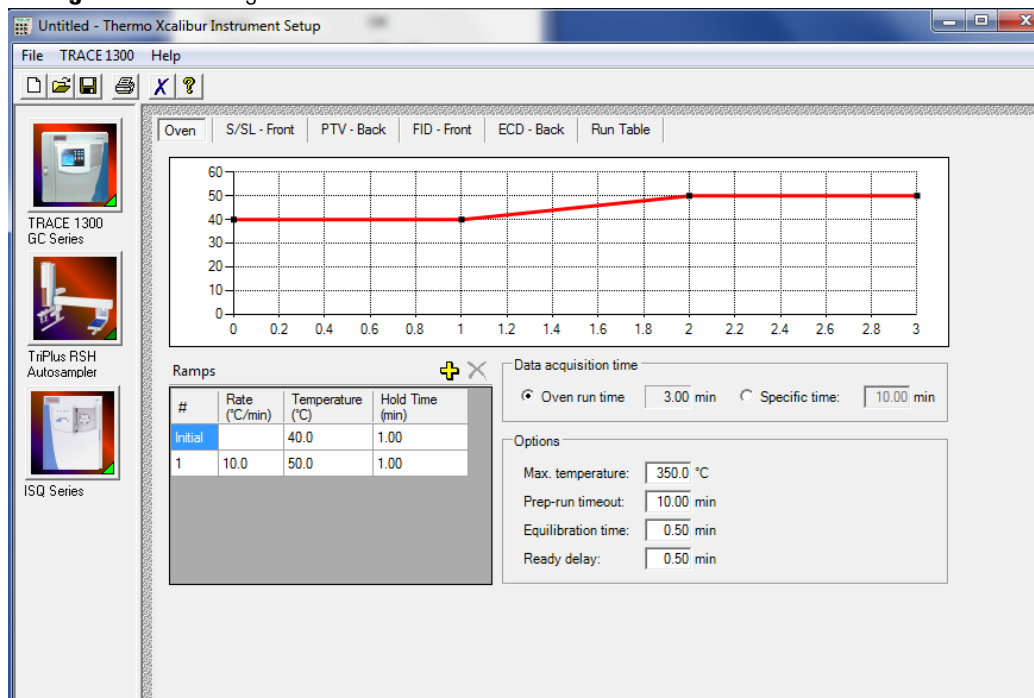 Untitled - Thermo Xcalibur Instrument Setup
File TRACE 1300 Help
Oven S/SL - Front PTV - Back FID - Front ECD - Back Run Table
60
50
40
30
20
10
0
0 0.2 0.4 0.6 0.8 1 1.2 1.4 1.6 1.8 2 2.2 2.4 2.6 2.8 3
TRACE 1300
GC Series
TriPlus RSH
Autosampler
ISQ Series
Ramps
# Rate (°C/min) Temperature (°C) Hold Time (min)
Initial 40.0 1.00
1 10.0 50.0 1.00
Data acquisition time
Oven run time 3.00 min Specific time: 10.00 min
Options
Max. temperature: 350.0 °C
Prep-run timeout: 10.00 min
Equilibration time: 0.50 min
Ready delay: 0.50 min